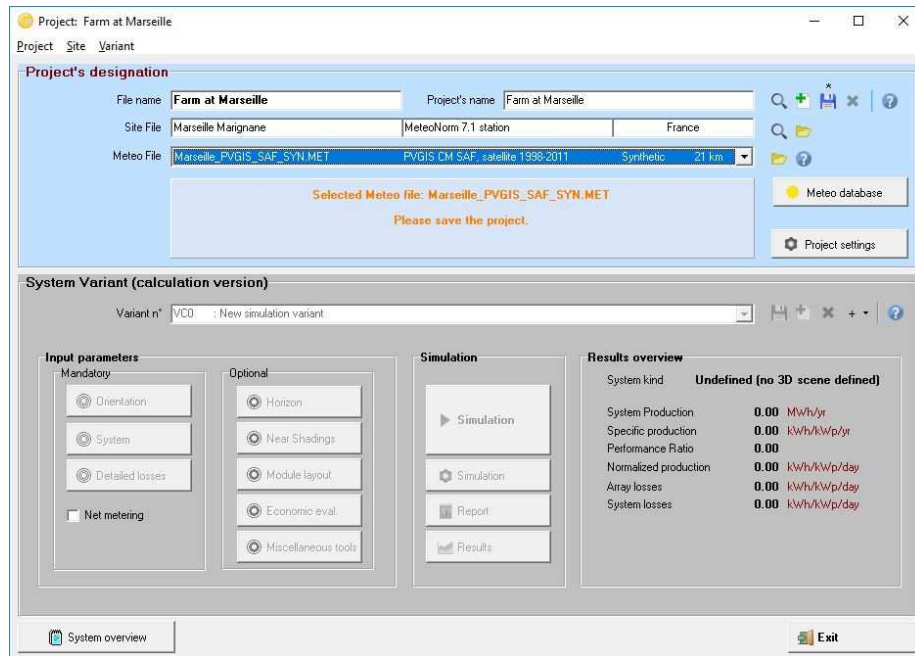 Project: Farm at Marseille
Project Site Variant
Project's designation
File name Farm at Marseille Project's name Farm at Marseille
*
Site File Marseille Marignane MeteoNorm 7.1 station France
Meteo File Marseille_PVGIS_SAF_SYN.MET PVGIS CM SAF, satellite 1998-2011 Synthetic 21 km
Selected Meteo file: Marseille_PVGIS_SAF_SYN.MET
Please save the project.
Meteo database
Project settings
System Variant (calculation version)
Variant n° VC0 : New simulation variant
Input parameters
Mandatory
Orientation
System
Detailed losses
Net metering
Optional
Horizon
Near Shadings
Module layout
Economic eval.
Miscellaneous tools
Simulation
Simulation
Simulation
Report
Results
Results overview
System kind Undefined (no 3D scene defined)
System Production 0.00 MWh/yr
Specific production 0.00 kWh/kWp/yr
Performance Ratio 0.00
Normalized production 0.00 kWh/kWp/day
Array losses 0.00 kWh/kWp/day
System losses 0.00 kWh/kWp/day
System overview
Exit